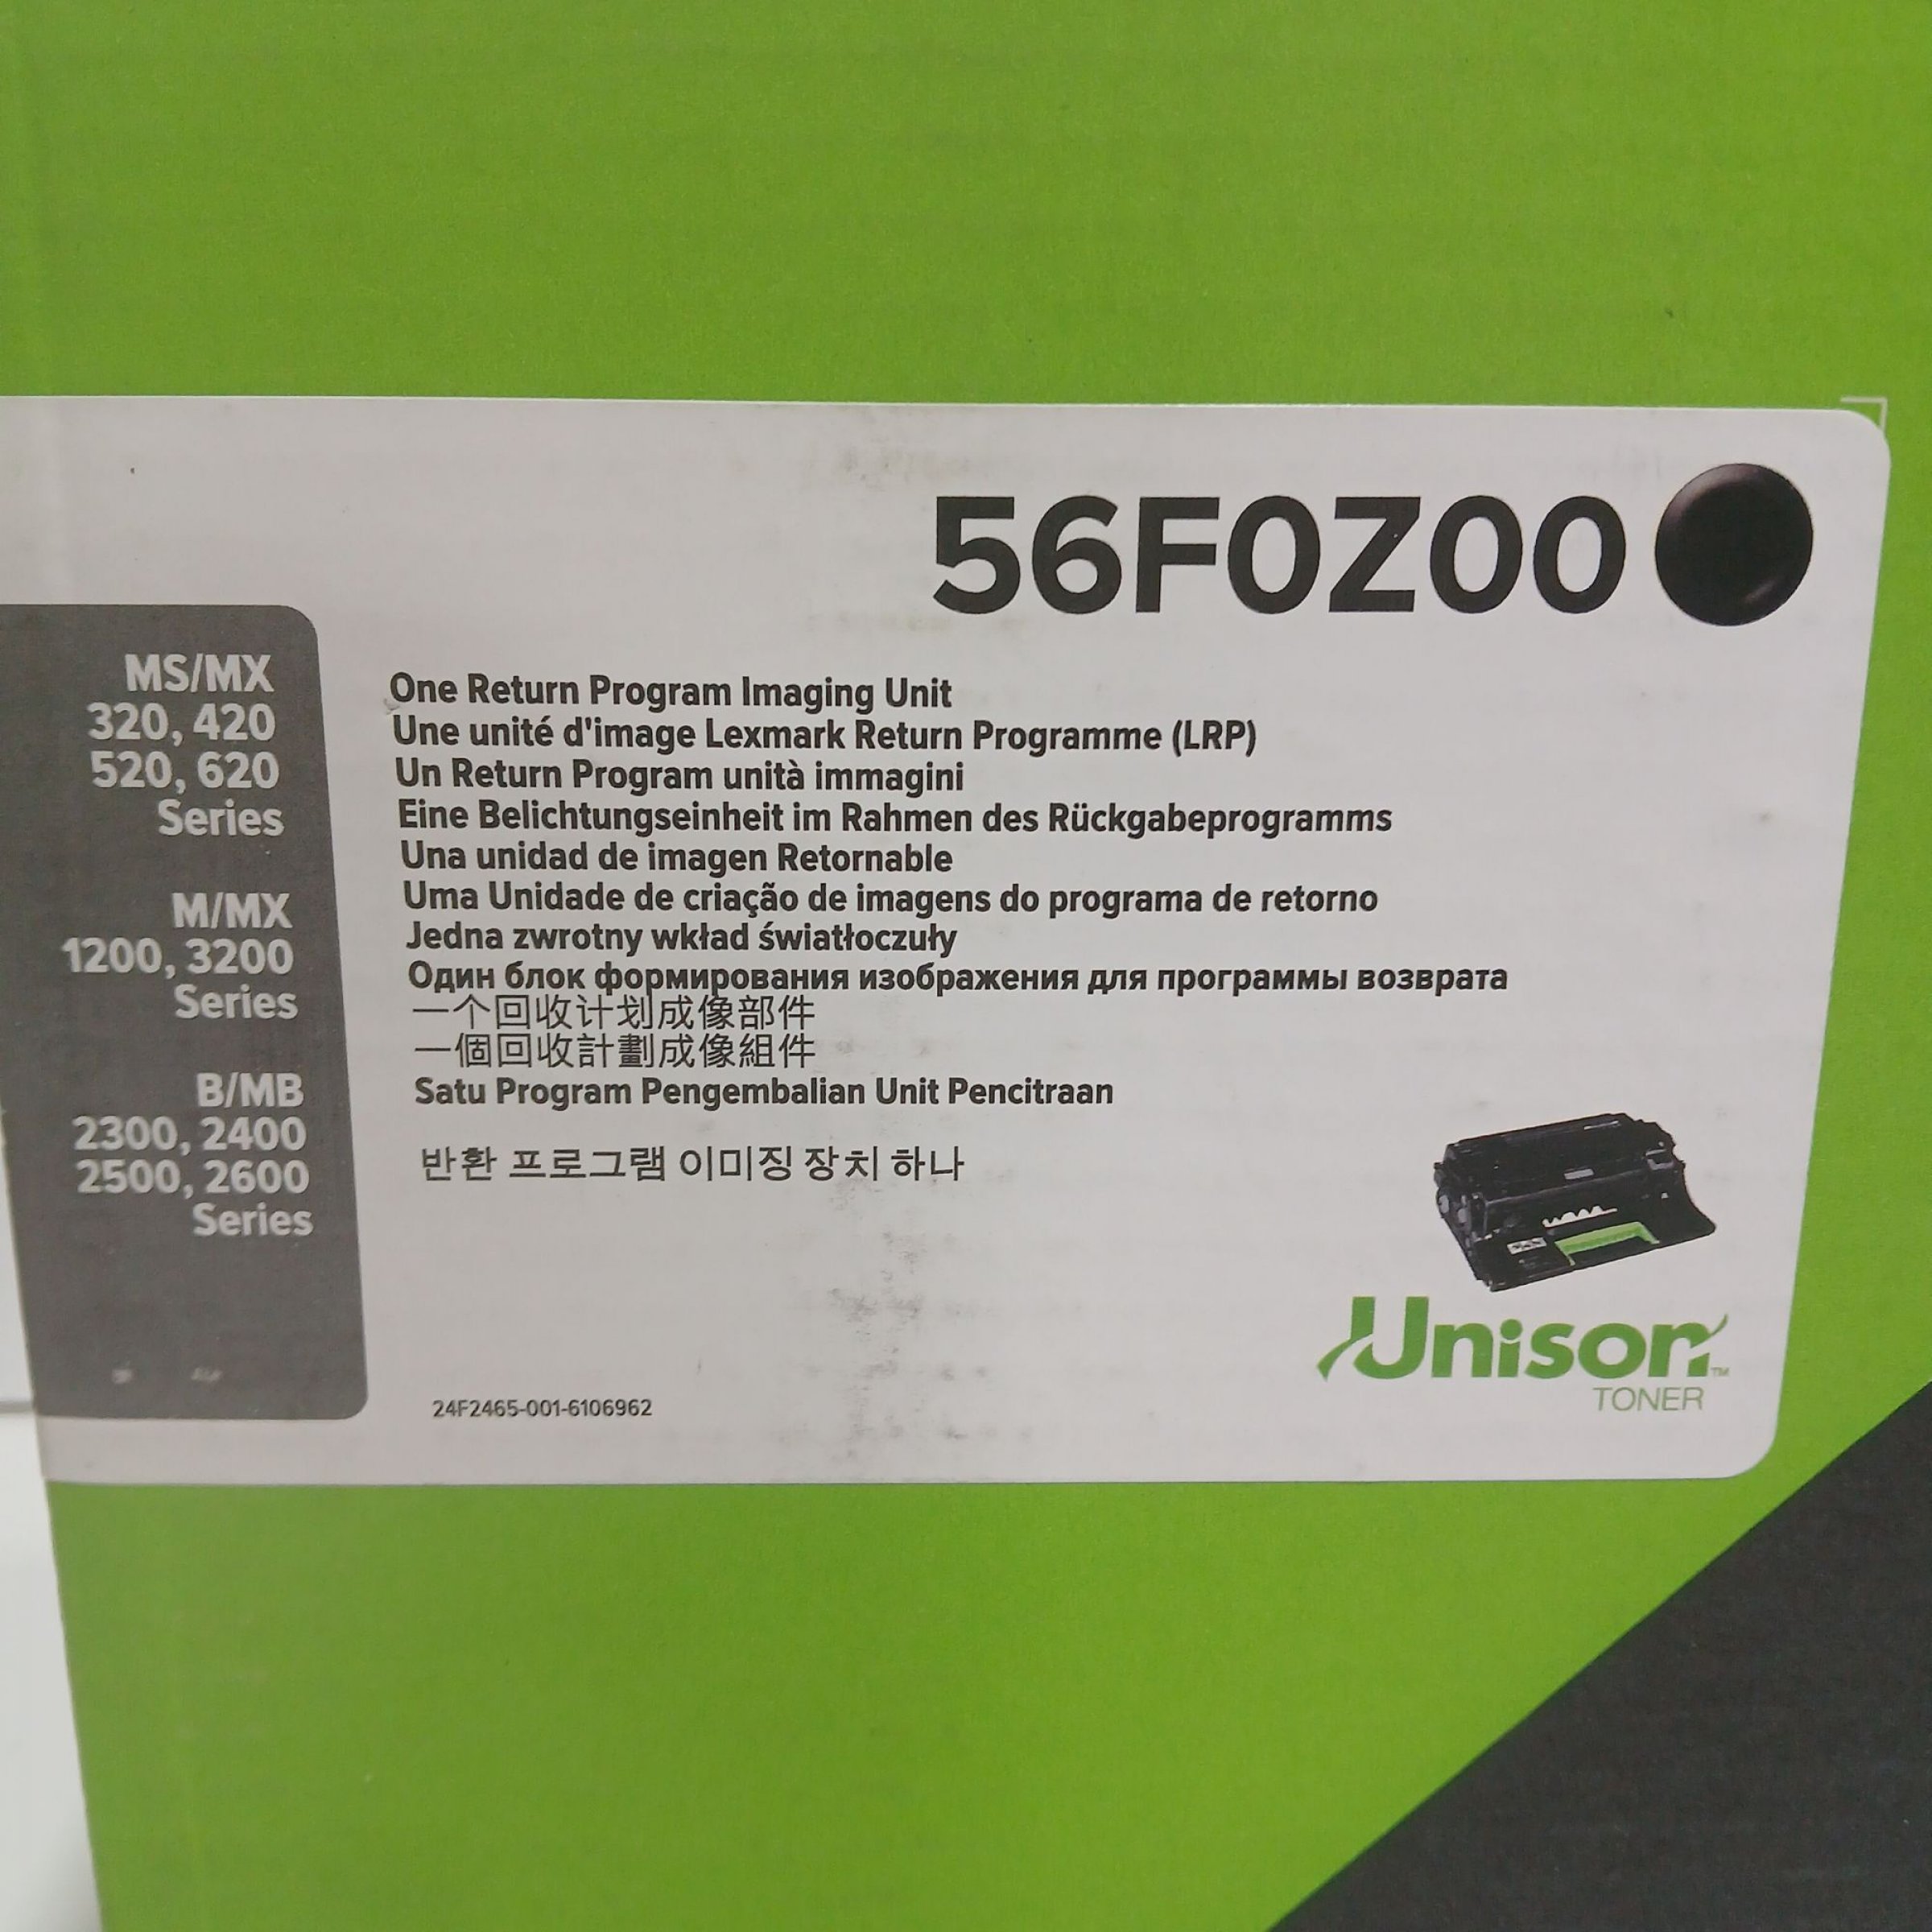 56F0Z00
MS/MX
320, 420
520, 620
Series
M/MX
1200, 3200
Series
B/MB
2300, 2400
2500, 2600
Series
One Return Program Imaging Unit
Une unité d'image Lexmark Return Programme (LRP)
Un Return Program unità immagini
Eine Belichtungseinheit im Rahmen des Rückgabeprogramms
Una unidad de imagen Retornable
Uma Unidade de criação de imagens do programa de retorno
Jedna zwrotny wkład światłoczuły
Один блок формирования изображения для программы возврата
一个回收计划成像部件
一個回收計劃成像組件
Satu Program Pengembalian Unit Pencitraan
반환 프로그램 이미징 장치 하나
Unison™
TONER
24F2465-001-6106962